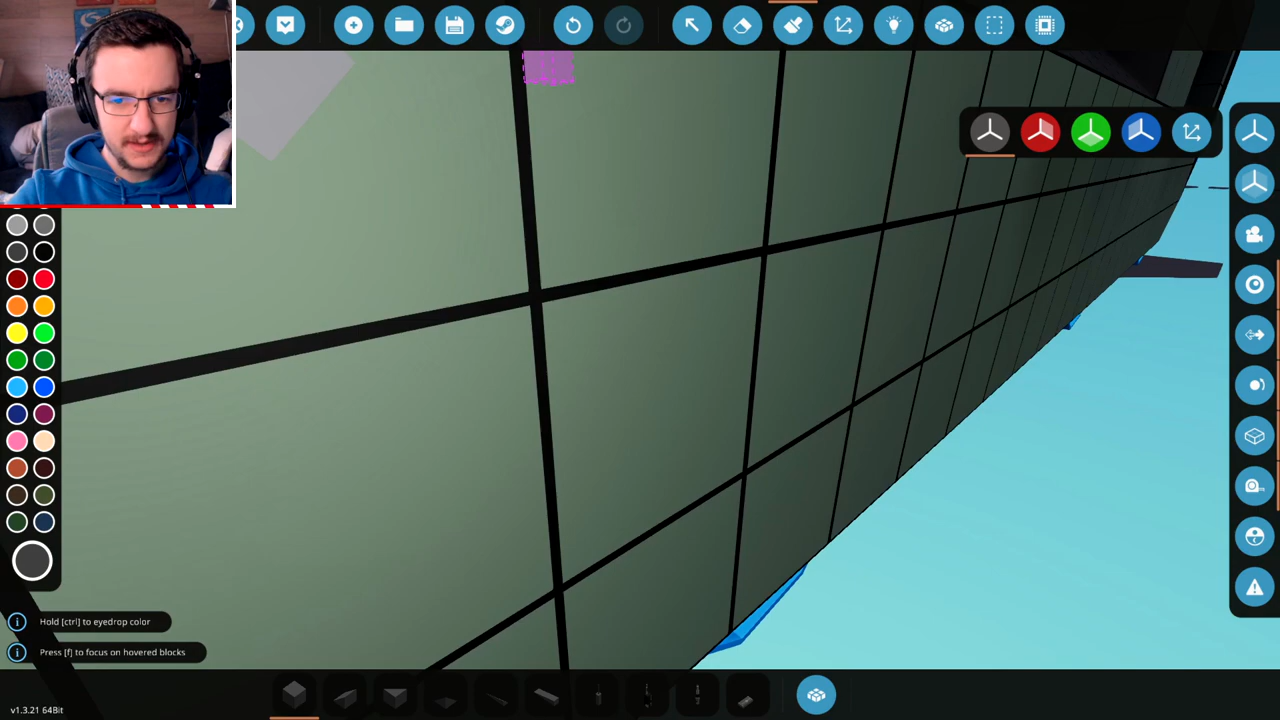 Hold [ctrl] to eyedrop color
Press [f] to focus on hovered blocks
v1.3.21 64Bit